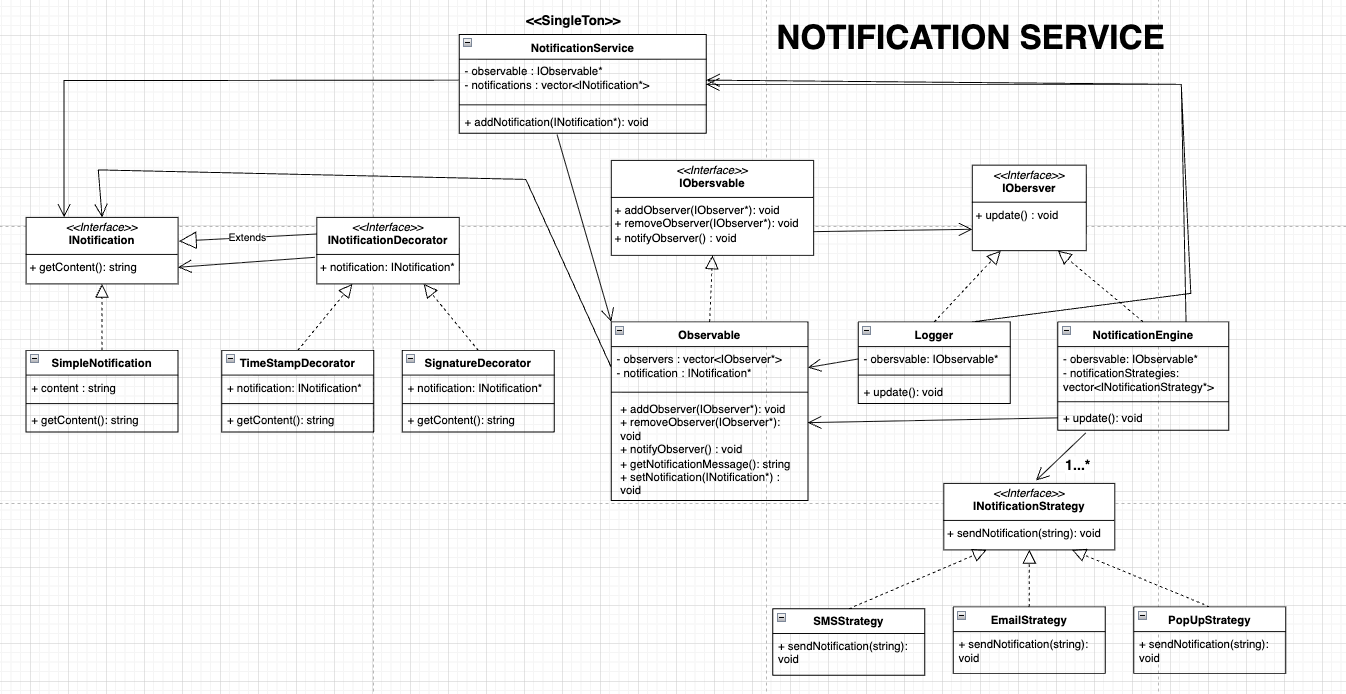 <<SingleTon>>
NOTIFICATION SERVICE
NotificationService
- observable : IObservable*
- notifications : vector<INotification*>
+ addNotification(INotification*): void
<<Interface>>
IObersvable
+ addObserver(IObserver*): void
+ removeObserver(IObserver*): void
+ notifyObserver() : void
<<Interface>>
IObersver
+ update() : void
<<Interface>>
INotification
+ getContent(): string
Extends
<<Interface>>
INotificationDecorator
+ notification: INotification*
SimpleNotification
+ content : string
+ getContent(): string
TimeStampDecorator
+ notification: INotification*
+ getContent(): string
SignatureDecorator
+ notification: INotification*
+ getContent(): string
Observable
- observers : vector<IObserver*>
- notification : INotification*
+ addObserver(IObserver*): void
+ removeObserver(IObserver*):
void
+ notifyObserver() : void
+ getNotificationMessage(): string
+ setNotification(INotification*) :
void
Logger
- obersvable: IObservable*
+ update(): void
NotificationEngine
- obersvable: IObservable*
- notificationStrategies:
vector<INotificationStrategy*>
+ update(): void
1...*
<<Interface>>
INotificationStrategy
+ sendNotification(string): void
SMSStrategy
+ sendNotification(string):
void
EmailStrategy
+ sendNotification(string):
void
PopUpStrategy
+ sendNotification(string):
void